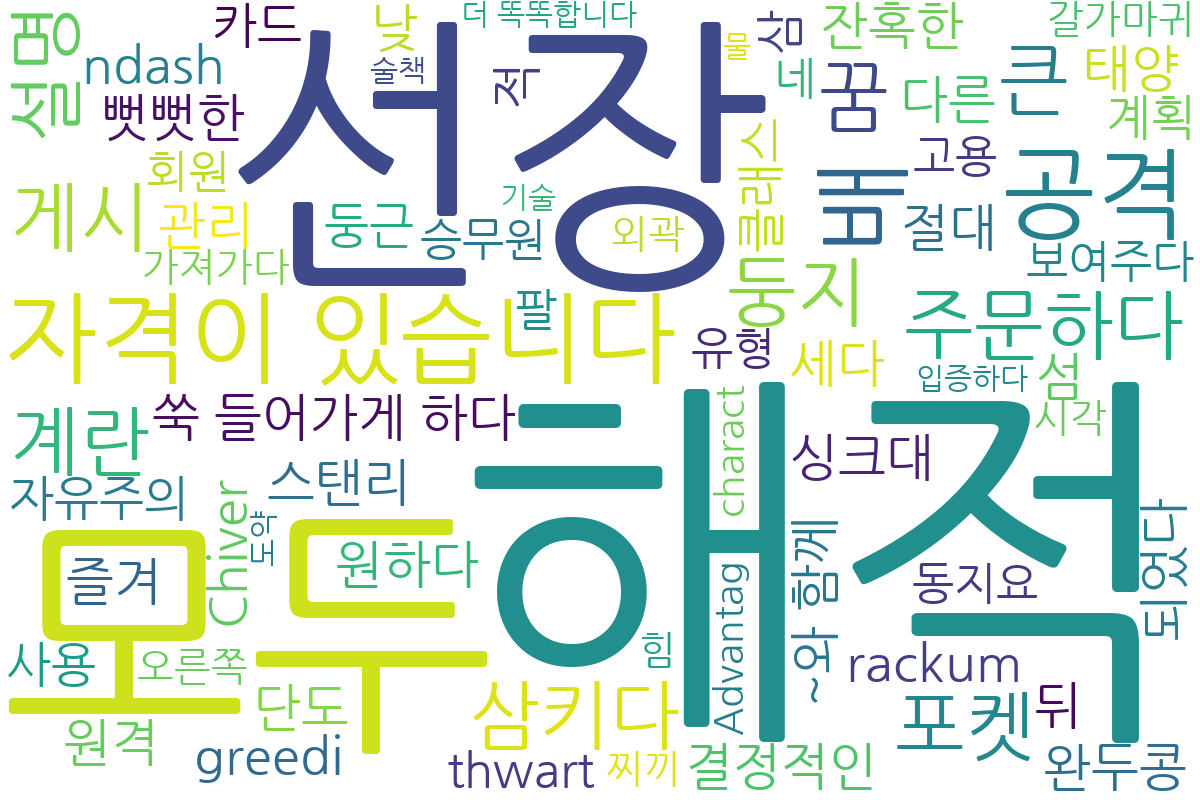 설명
카드
ndash
뻣뻣한
회원
게시
관리
가져가다
낮
술책
더 똑똑합니다
선장
적
둥근
승무원
기술
외곽
물
삼
네
클래스
잔혹한
꿈
다른
큰
갈가마귀
태양
계획
고용
배
절대
공격
보여주다
자격이 있습니다
팔
둥지
유형
세다
주문하다
입증하다
섬
시각
계란
쑥 들어가게 하다
해적
charact
싱크대
자유주의
스탠리
Chiver
도약
모두
즐겨
원하다
Advantag
~와 함께
동지요
되었다
사용
오른쪽
힘
rackum
단도
삼키다
포켓
뒤
원격
greedi
thwart
찌끼
결정적인
완두콩